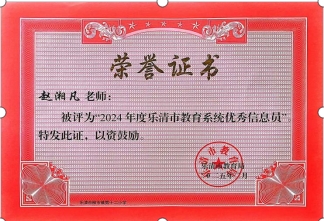 荣誉证书
赵湘凡 老师：
被评为“2024年度乐清市教育系统优秀信息员”，
特发此证，以资鼓励。
乐清市教育局